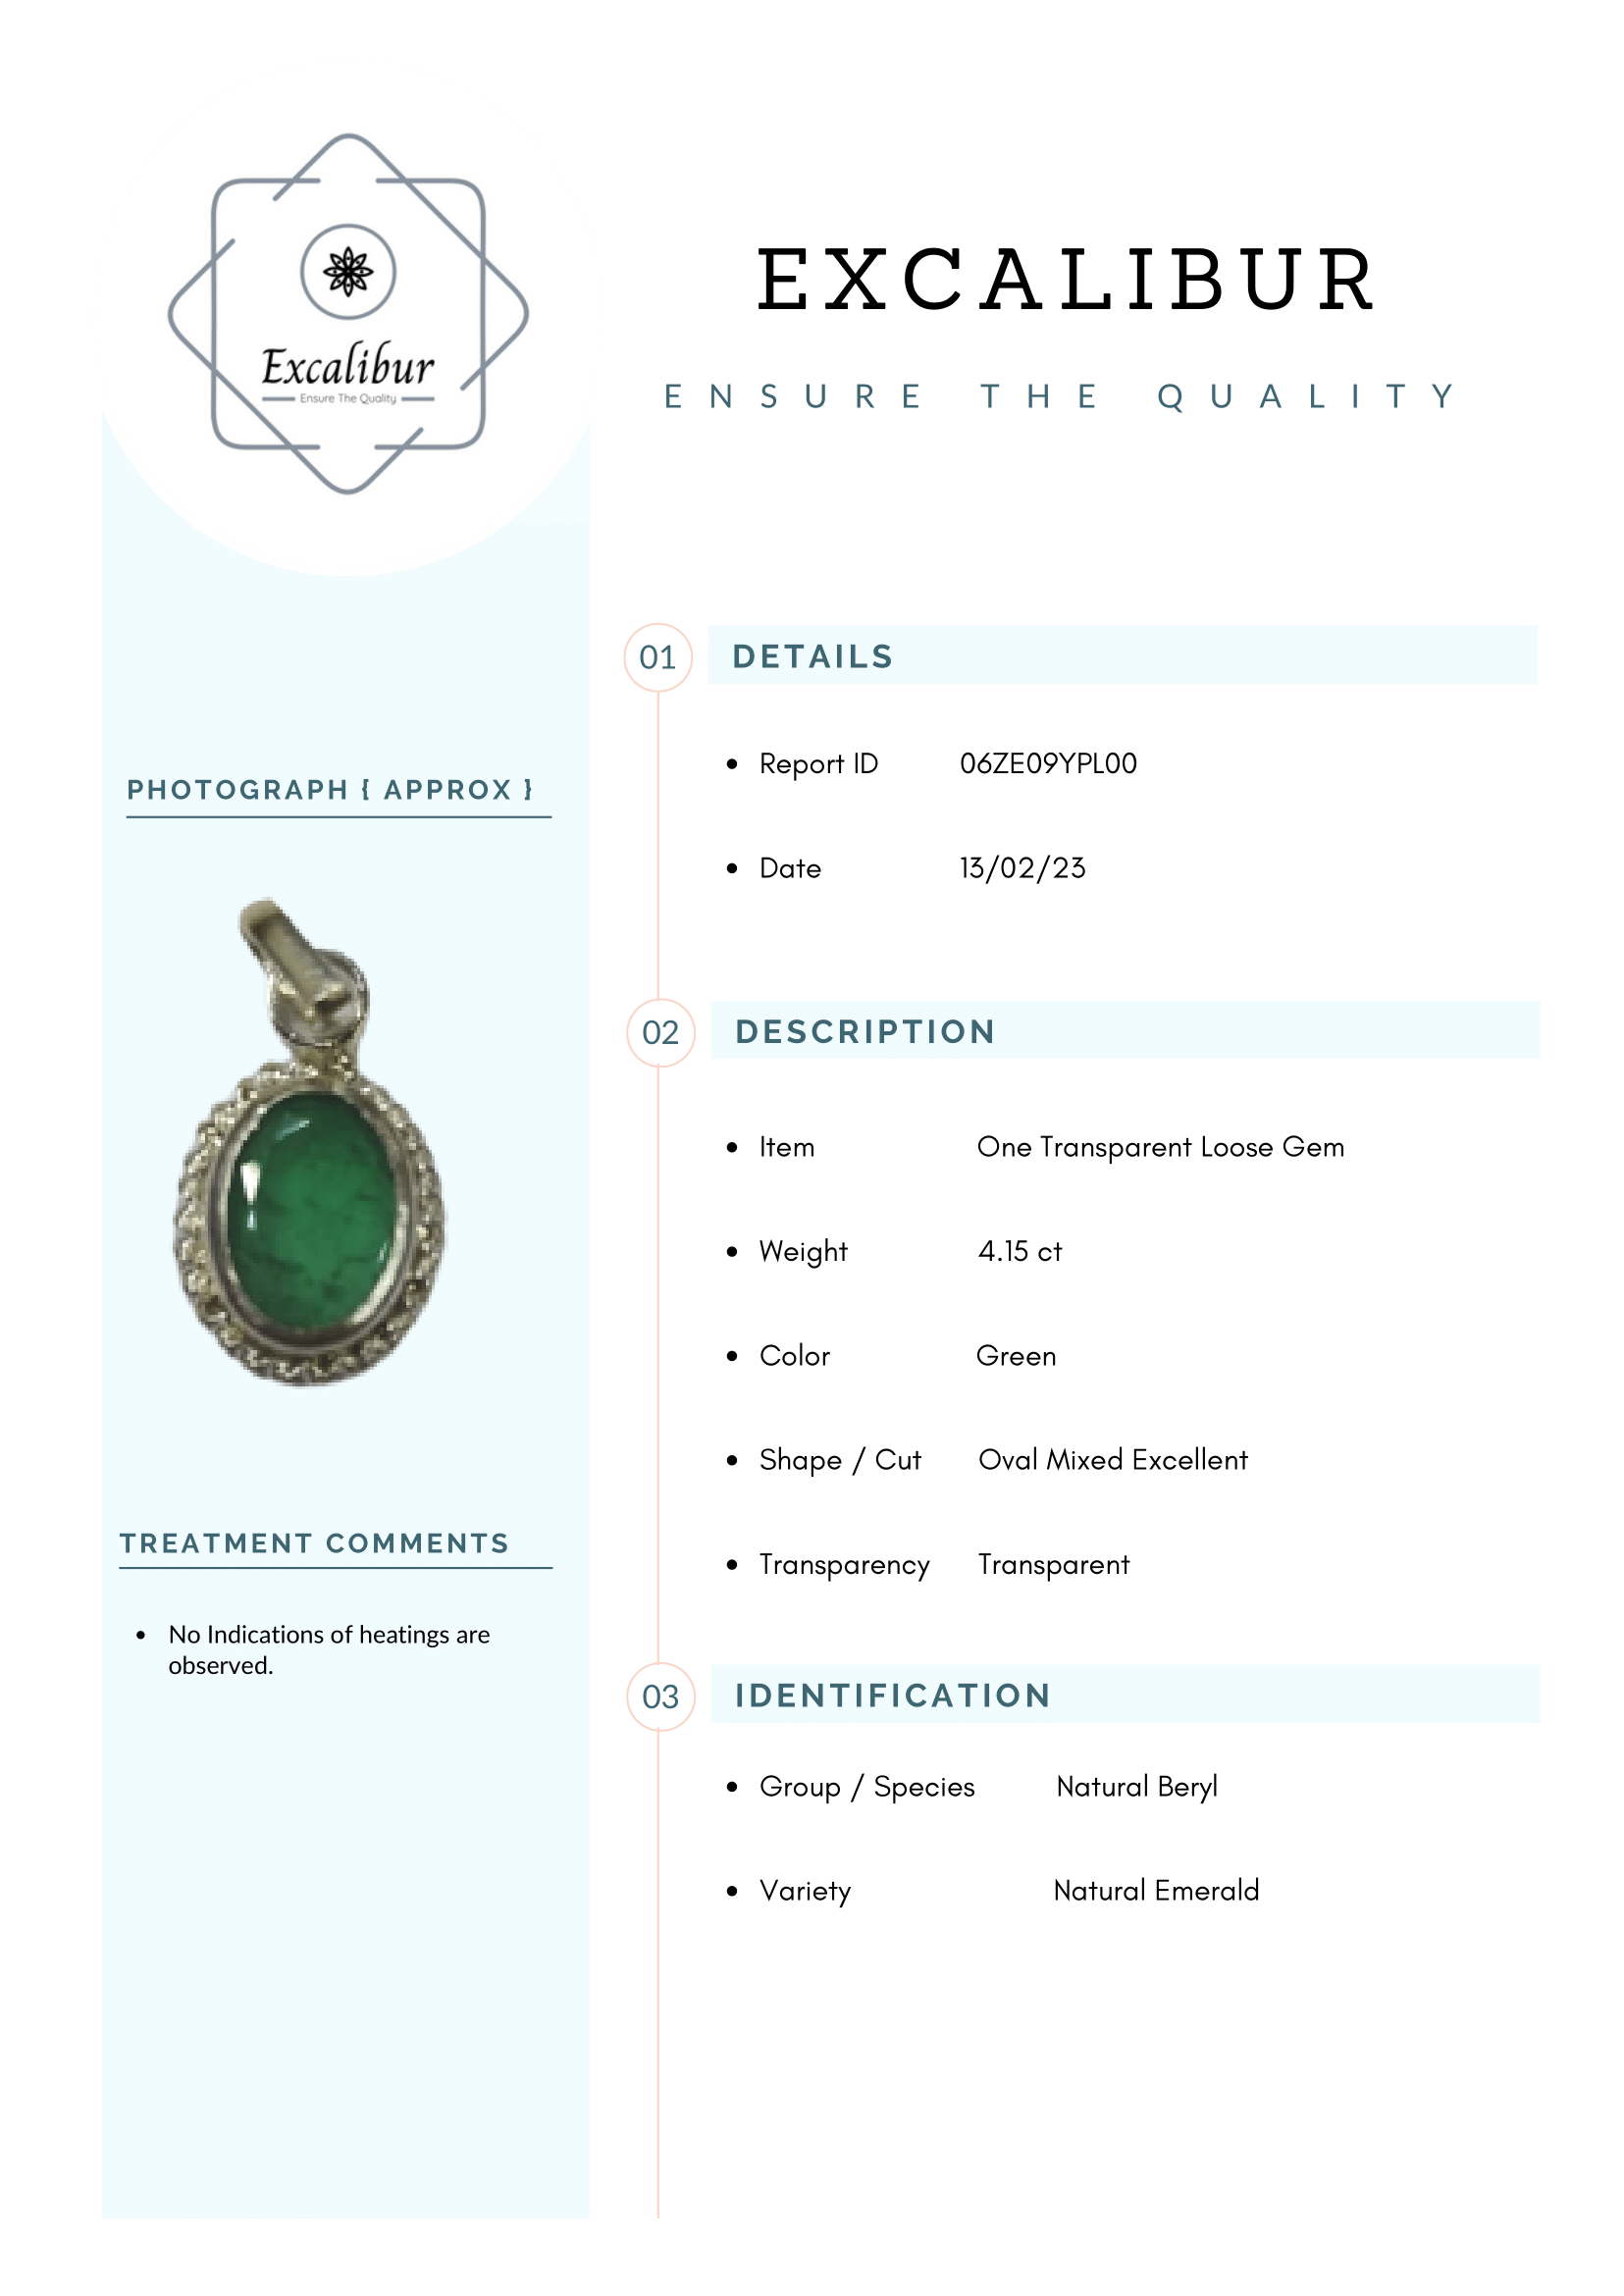 Excalibur
Ensure The Quality
EXCALIBUR
ENSURE THE QUALITY
PHOTOGRAPH { APPROX }
TREATMENT COMMENTS
• No Indications of heatings are
observed.
01 DETAILS
• Report ID 06ZE09YPL00
• Date 13/02/23
02 DESCRIPTION
• Item One Transparent Loose Gem
• Weight 4.15 ct
• Color Green
• Shape / Cut Oval Mixed Excellent
• Transparency Transparent
03 IDENTIFICATION
• Group / Species Natural Beryl
• Variety Natural Emerald